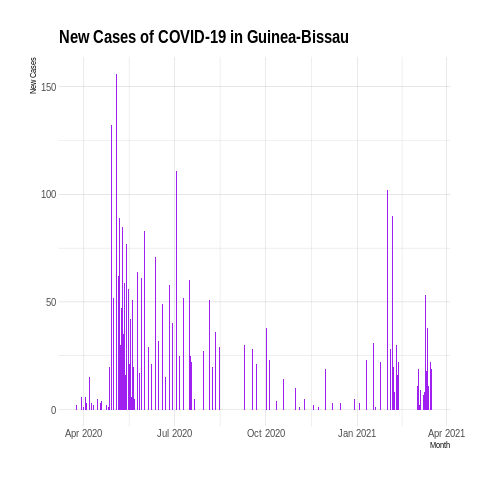 New Cases of COVID-19 in Guinea-Bissau
New Cases
150
100
50
0
Apr 2020 Jul 2020 Oct 2020 Jan 2021 Apr 2021
Month